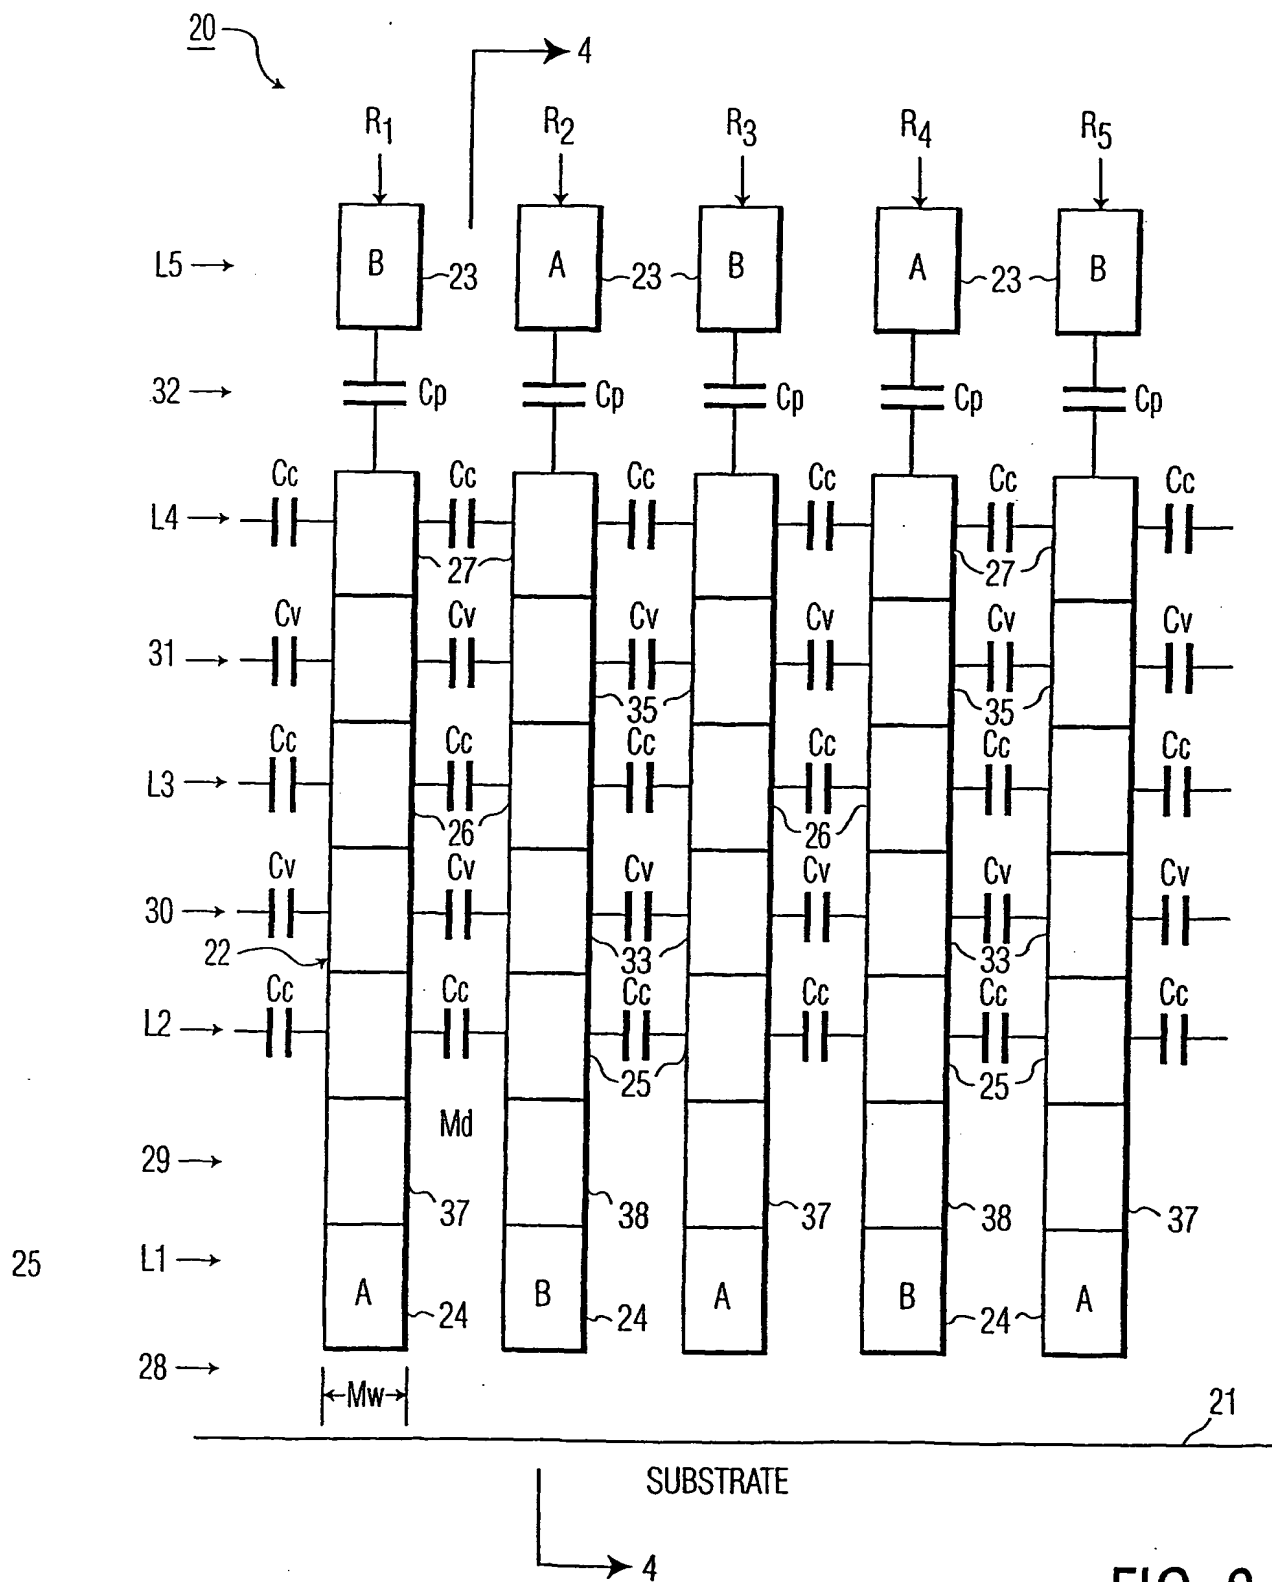 20
4
R1 R2 R3 R4 R5
L5 B 23 A 23 B A 23 B
32 Cp Cp Cp Cp Cp
Cc Cc Cc Cc Cc Cc
L4
27 27
Cv Cv Cv Cv Cv Cv
31
35 35
Cc Cc Cc Cc Cc Cc
L3
26 26
Cv Cv Cv Cv Cv Cv
30
22 33 33
Cc Cc Cc Cc Cc Cc
L2
25 25
Md
29
37 38 37 38 37
25 L1
A 24 B 24 A B 24 A
28
Mw
21
SUBSTRATE
4